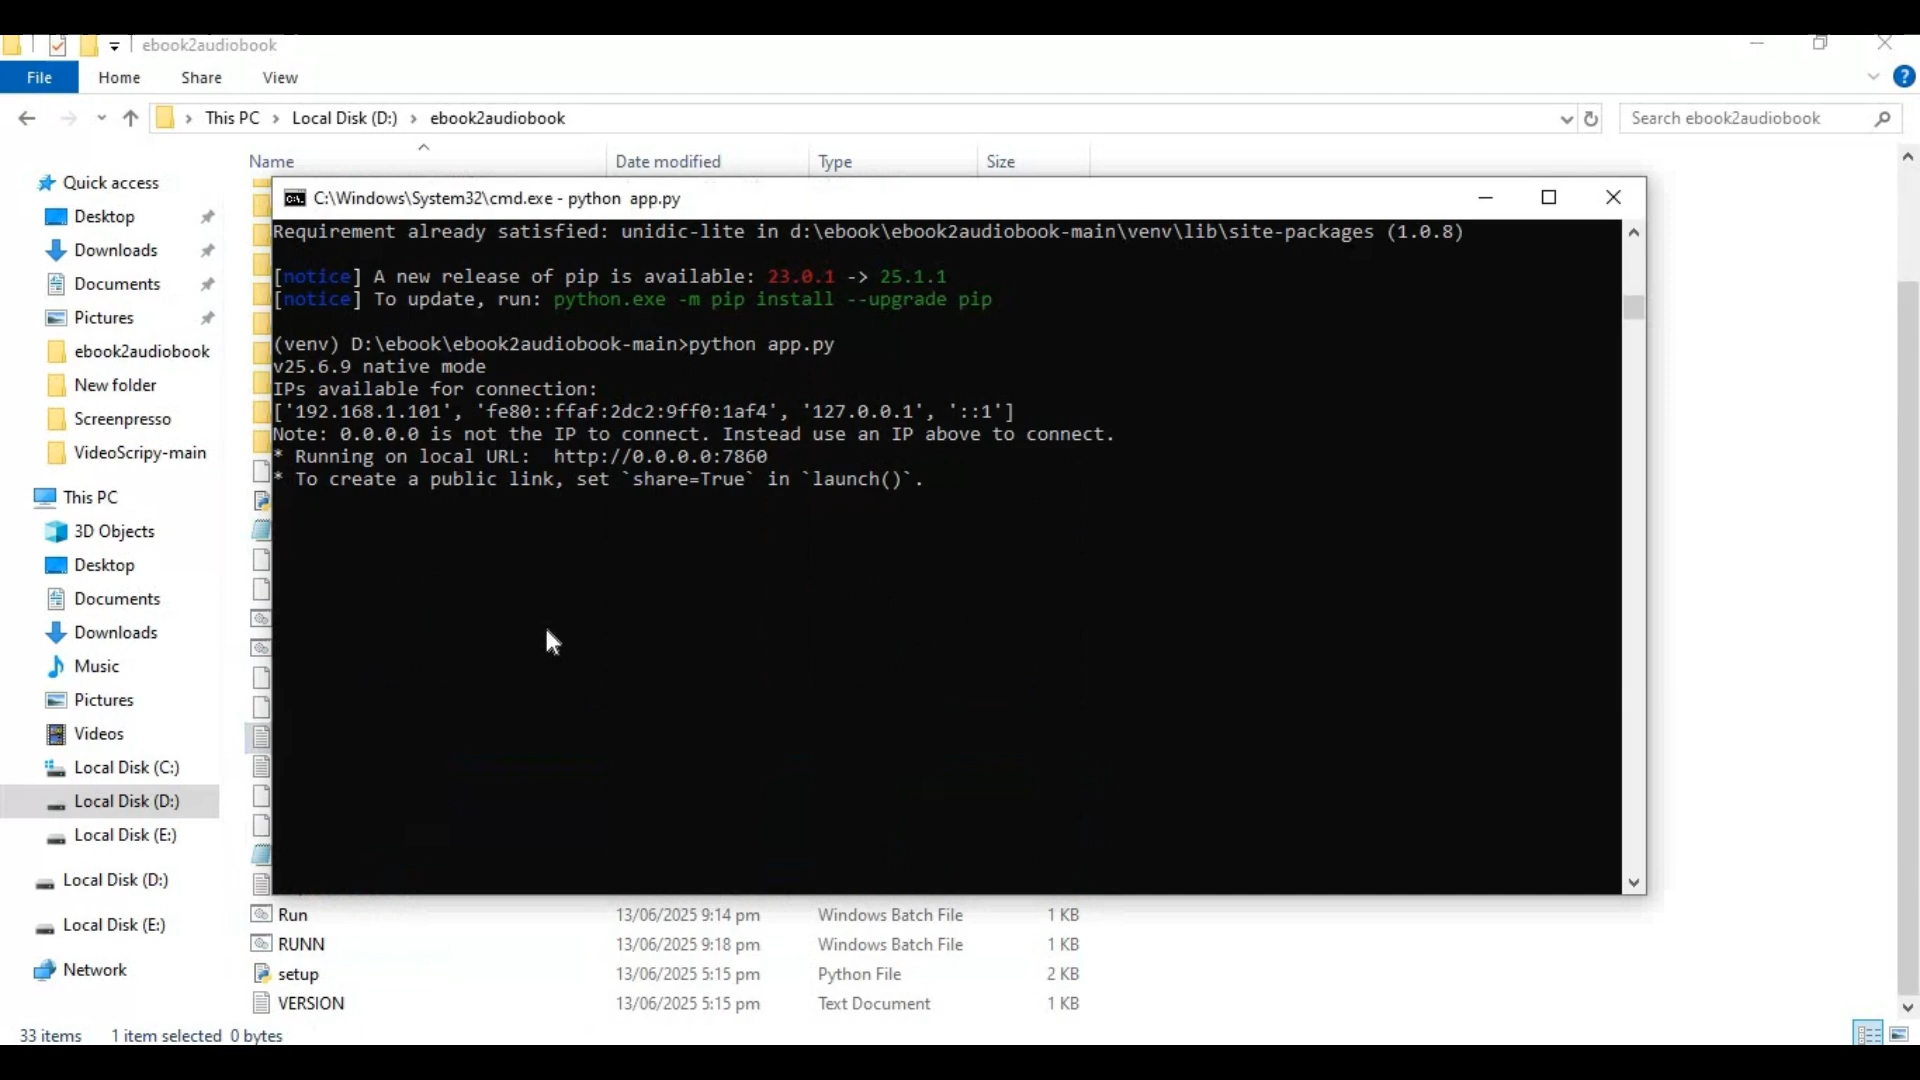 ebook2audiobook
File Home Share View
This PC Local Disk (D:) ebook2audiobook
Search ebook2audiobook
Name Date modified Type Size
Quick access
Desktop
Downloads
Documents
Pictures
ebook2audiobook
New folder
Screenpresso
VideoScripy-main
This PC
3D Objects
Desktop
Documents
Downloads
Music
Pictures
Videos
Local Disk (C:)
Local Disk (D:)
Local Disk (E:)
Local Disk (D:)
Local Disk (E:)
Network
C:\Windows\System32\cmd.exe - python  app.py
Requirement already satisfied: unidic-lite in d:\ebook\ebook2audiobook-main\venv\lib\site-packages (1.0.8)
[notice] A new release of pip is available: 23.0.1 -> 25.1.1
[notice] To update, run: python.exe -m pip install --upgrade pip
(venv) D:\ebook\ebook2audiobook-main>python app.py
v25.6.9 native mode
IPs available for connection:
['192.168.1.101', 'fe80::ffaf:2dc2:9ff0:1af4', '127.0.0.1', '::1']
Note: 0.0.0.0 is not the IP to connect. Instead use an IP above to connect.
* Running on local URL:  http://0.0.0.0:7860
* To create a public link, set `share=True` in `launch()`.
Run 13/06/2025 9:14 pm Windows Batch File 1 KB
RUNN 13/06/2025 9:18 pm Windows Batch File 1 KB
setup 13/06/2025 5:15 pm Python File 2 KB
VERSION 13/06/2025 5:15 pm Text Document 1 KB
33 items 1 item selected 0 bytes